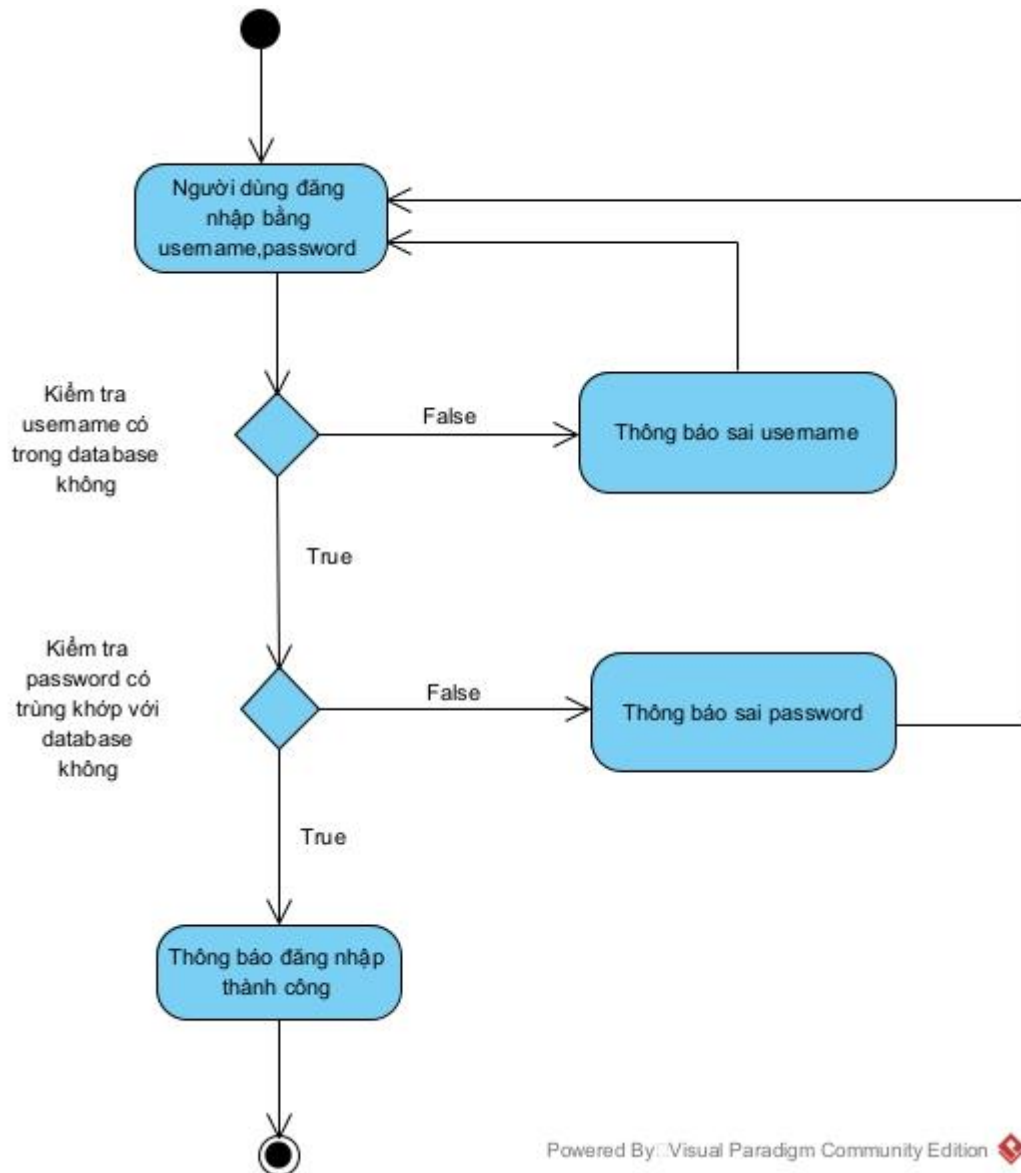 Người dùng đăng
nhập bằng
username,password
Kiểm tra
username có
trong database
không
False
Thông báo sai username
True
Kiểm tra
password có
trùng khớp với
database
không
False
Thông báo sai password
True
Thông báo đăng nhập
thành công
Powered By Visual Paradigm Community Edition